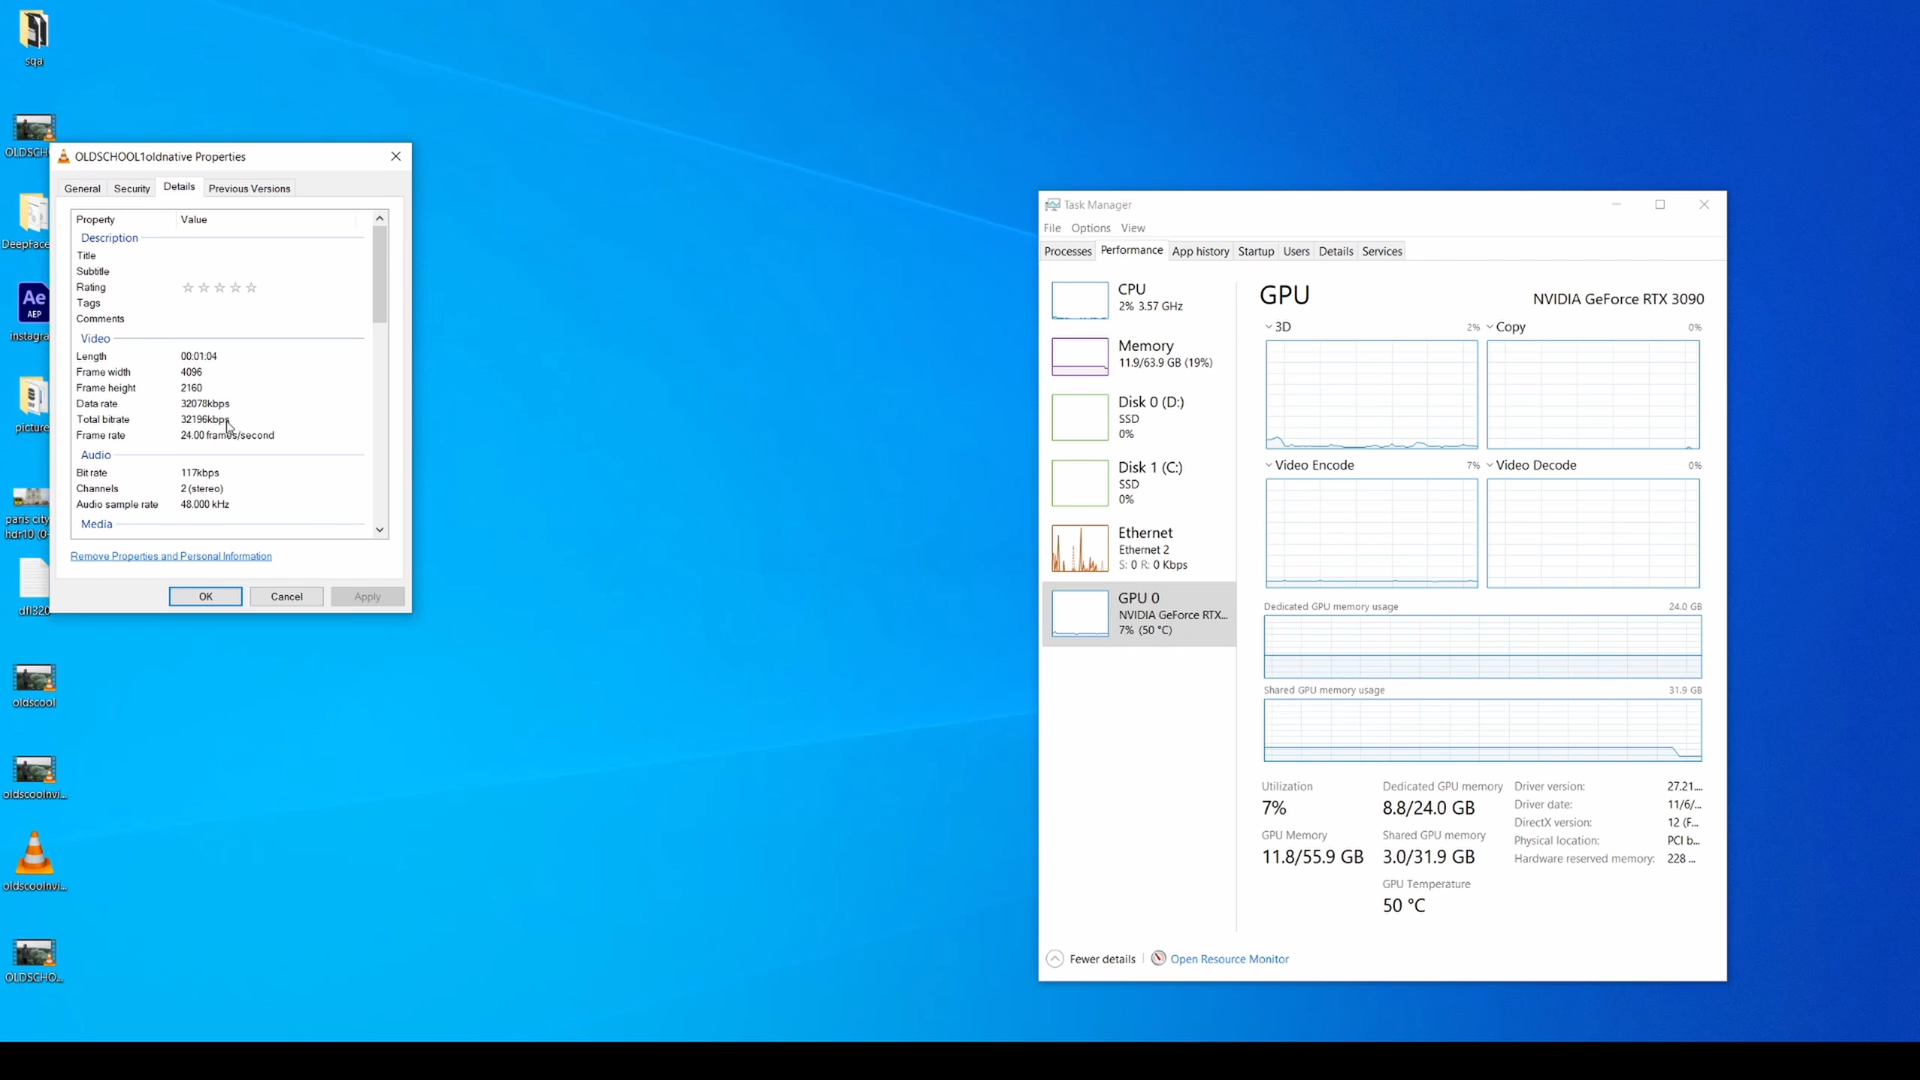 sqa
OLDSCH
DeepFace
Ae
AEP
instagra
picture
paris city
hdr10 (0-
dfl320
oldscool
oldscoolnvi...
oldscoolnvi...
OLDSCHO...
OLDSCHOOL1oldnative Properties
General Security Details Previous Versions
Property Value
Description
Title
Subtitle
Rating
Tags
Comments
Video
Length 00:01:04
Frame width 4096
Frame height 2160
Data rate 32078kbps
Total bitrate 32196kbps
Frame rate 24.00 frames/second
Audio
Bit rate 117kbps
Channels 2 (stereo)
Audio sample rate 48.000 kHz
Media
Remove Properties and Personal Information
OK Cancel Apply
Task Manager
File Options View
Processes Performance App history Startup Users Details Services
CPU
2% 3.57 GHz
Memory
11.9/63.9 GB (19%)
Disk 0 (D:)
SSD
0%
Disk 1 (C:)
SSD
0%
Ethernet
Ethernet 2
S: 0 R: 0 Kbps
GPU 0
NVIDIA GeForce RTX...
7% (50 °C)
GPU NVIDIA GeForce RTX 3090
3D 2% Copy 0%
Video Encode 7% Video Decode 0%
Dedicated GPU memory usage 24.0 GB
Shared GPU memory usage 31.9 GB
Utilization
7%
Dedicated GPU memory
8.8/24.0 GB
GPU Memory
11.8/55.9 GB
Shared GPU memory
3.0/31.9 GB
GPU Temperature
50 °C
Driver version: 27.21....
Driver date: 11/6/...
DirectX version: 12 (F...
Physical location: PCI b...
Hardware reserved memory: 228 ...
Fewer details Open Resource Monitor